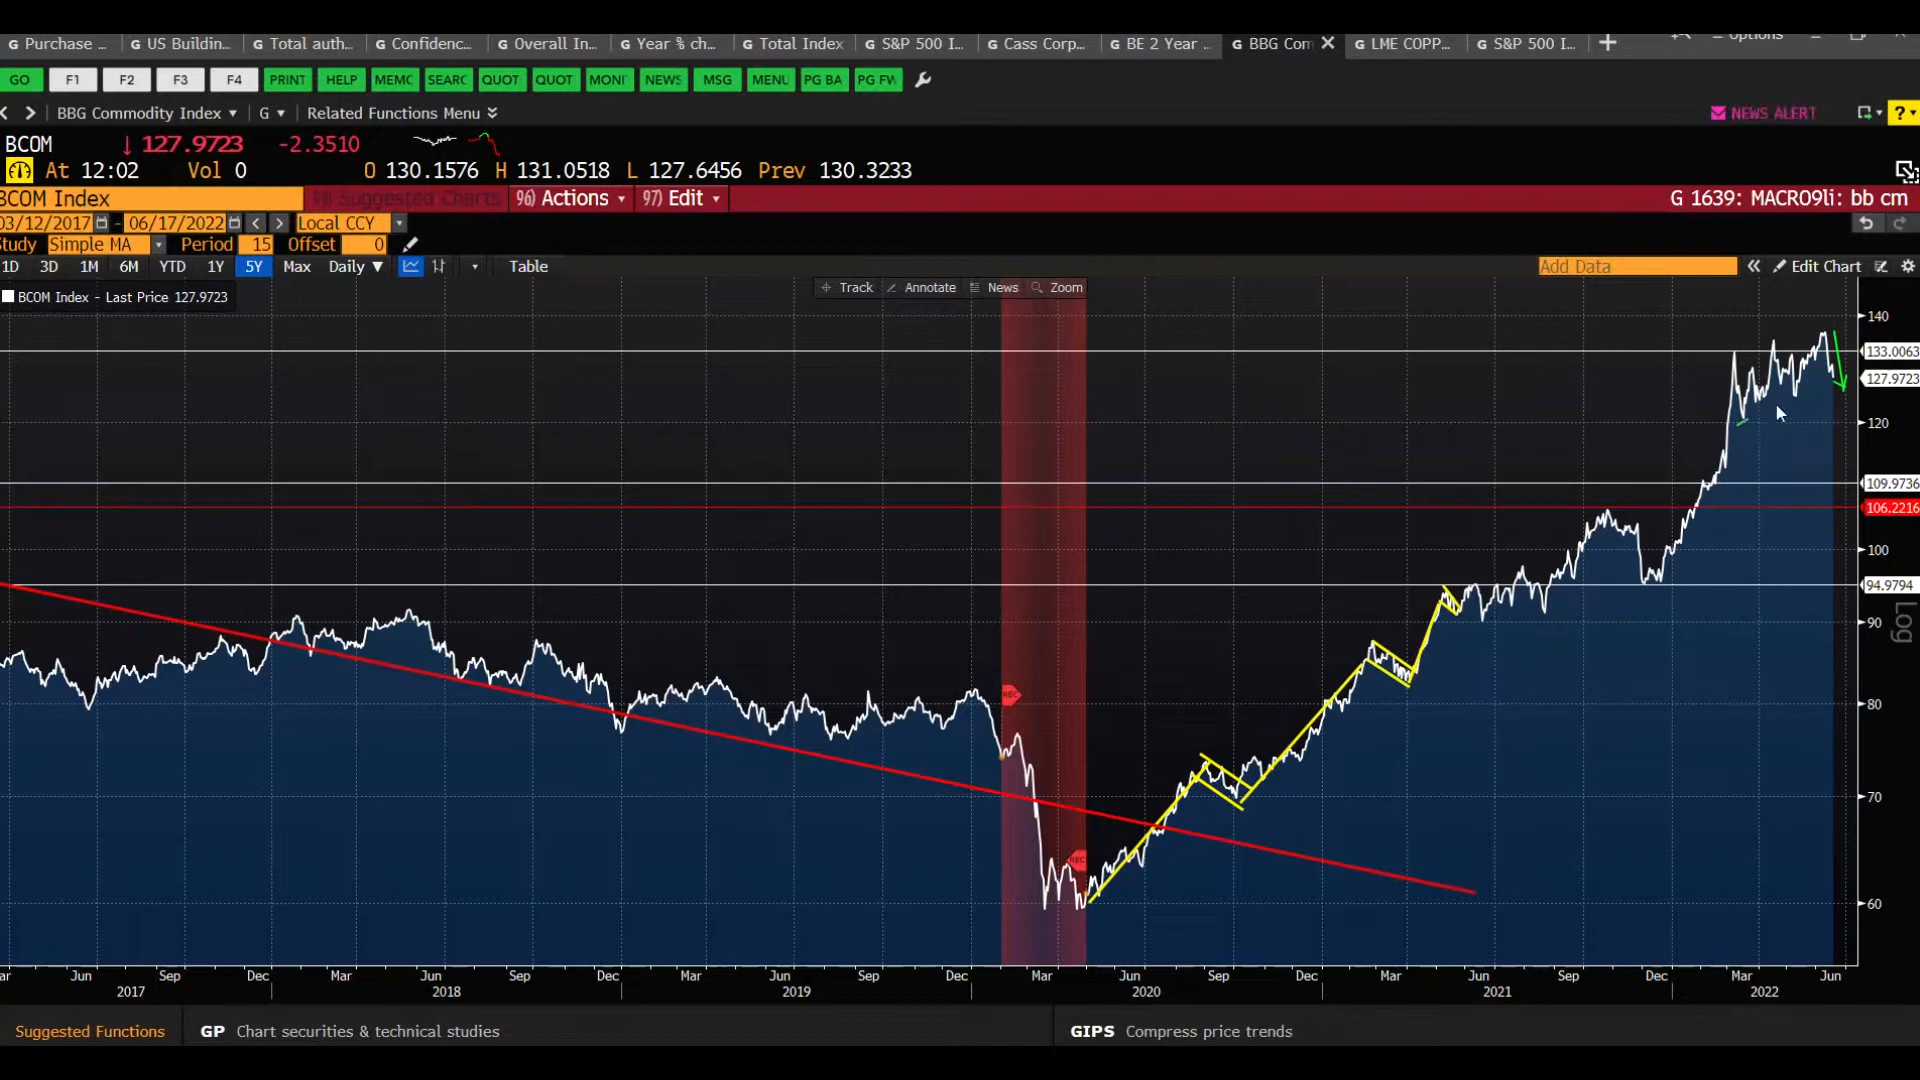 G Purchase ... G US Buildin... G Total auth... G Confidenc... G Overall In... G Year % ch... G Total Index G S&P 500 I... G Cass Corp... G BE 2 Year ... G BBG Com G LME COPP... G S&P 500 I... Options
GO F1 F2 F3 F4 PRINT HELP MEMC SEARC QUOT QUOT MONI NEWS MSG MENU PG BA PG FW
BBG Commodity Index G Related Functions Menu NEWS ALERT ?
BCOM ↓ 127.9723 -2.3510
At 12:02 Vol 0 O 130.1576 H 131.0518 L 127.6456 Prev 130.3233
BCOM Index Suggested Charts 96) Actions 97) Edit G 1639: MACRO9li: bb cm
03/12/2017 - 06/17/2022 < > Local CCY
Study Simple MA Period 15 Offset 0
1D 3D 1M 6M YTD 1Y 5Y Max Daily ▼ Table Add Data « Edit Chart
Track Annotate News Zoom
BCOM Index - Last Price 127.9723
140
133.0063
127.9723
120
109.9736
106.2216
100
94.9794
90
80
70
60
Log
REC
REC
ar Jun Sep Dec Mar Jun Sep Dec Mar Jun Sep Dec Mar Jun Sep Dec Mar Jun Sep Dec Mar Jun
2017 2018 2019 2020 2021 2022
Suggested Functions GP Chart securities & technical studies GIPS Compress price trends